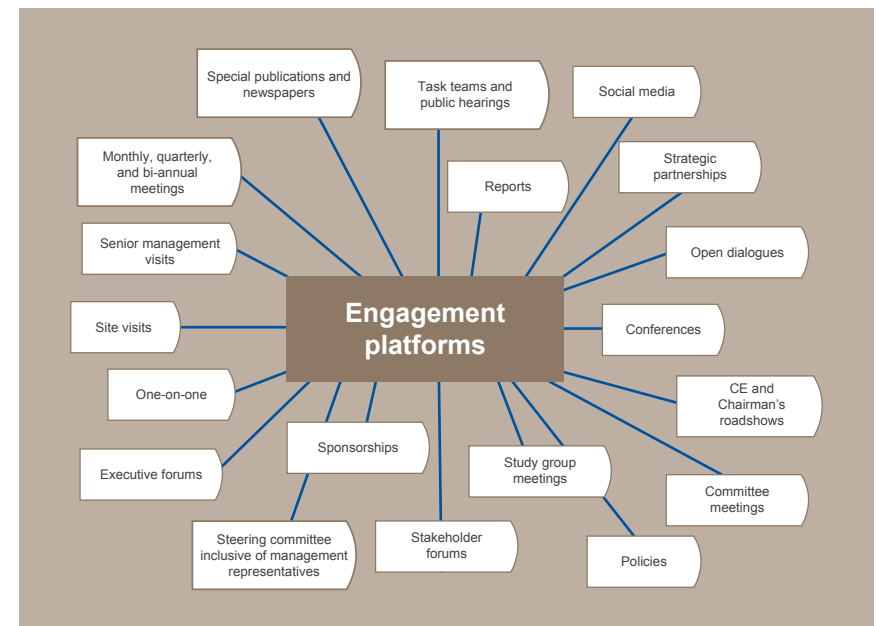 Special publications and
newspapers
Task teams and
public hearings
Social media
Monthly, quarterly,
and bi-annual
meetings
Reports
Strategic
partnerships
Senior management
visits
Open dialogues
Engagement
platforms
Site visits
Conferences
One-on-one
CE and
Chairman’s
roadshows
Sponsorships
Executive forums
Study group
meetings
Committee
meetings
Steering committee
inclusive of management
representatives
Stakeholder
forums
Policies